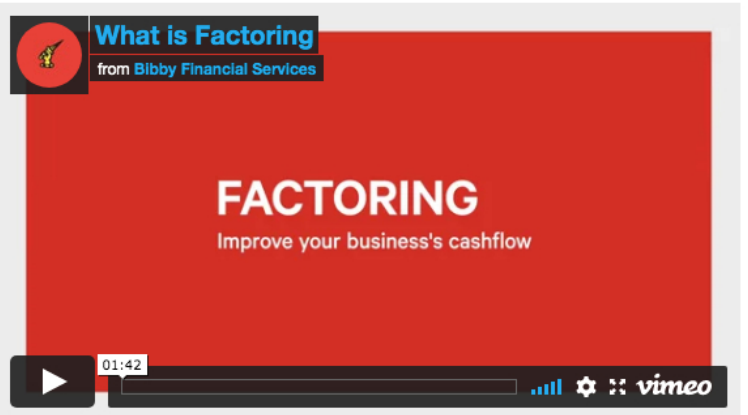 What is Factoring
from Bibby Financial Services
FACTORING
Improve your business's cashflow
01:42
vimeo